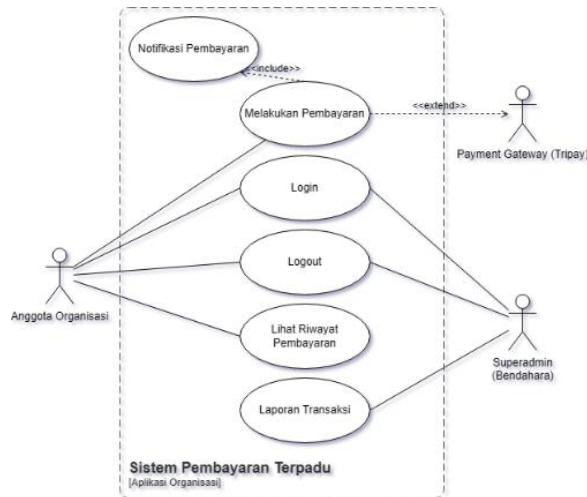 Notifikasi Pembayaran
<<include>>
Melakukan Pembayaran
<<extend>>
Payment Gateway (Tripay)
Login
Logout
Anggota Organisasi
Lihat Riwayat
Pembayaran
Superadmin
(Bendahara)
Laporan Transaksi
Sistem Pembayaran Terpadu
[Aplikasi Organisasi]